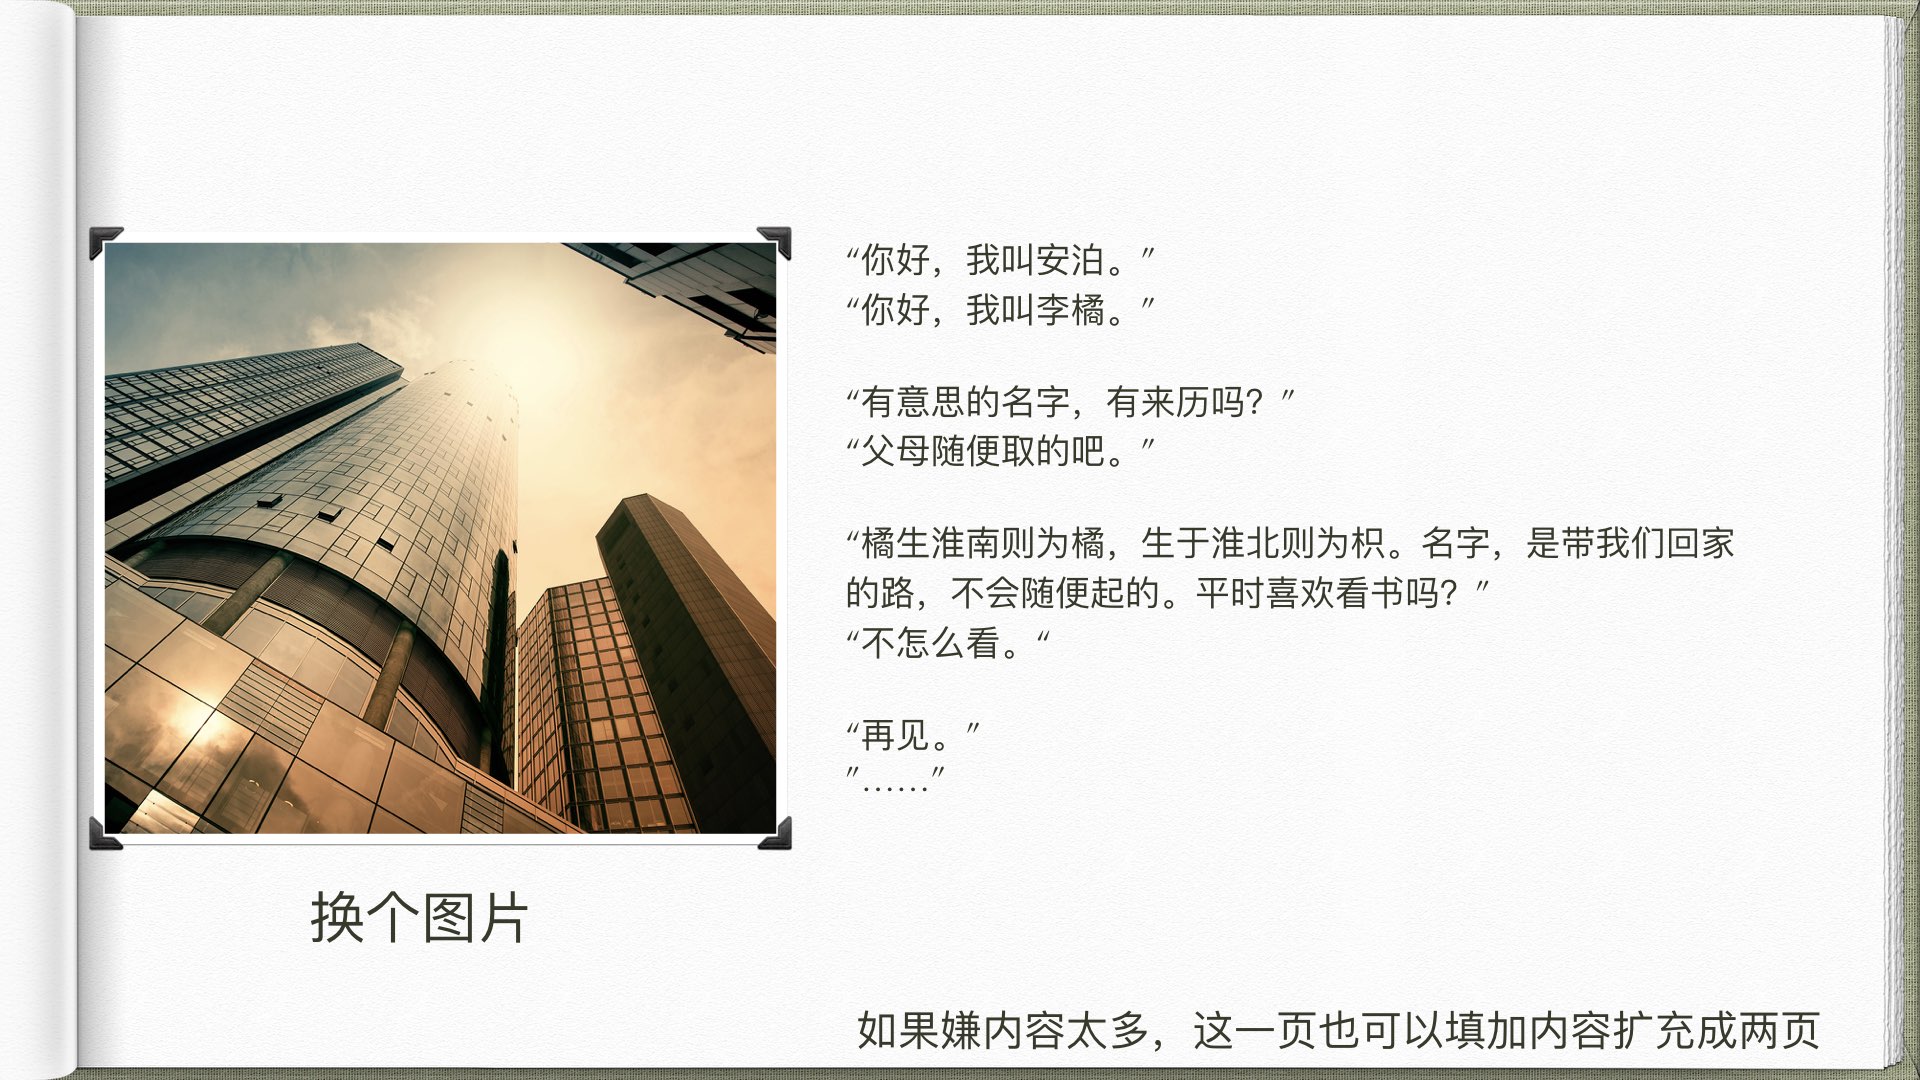 “你好，我叫安泊。”
“你好，我叫李橘。”
“有意思的名字，有来历吗？”
“父母随便取的吧。”
“橘生淮南则为橘，生于淮北则为枳。名字，是带我们回家
的路，不会随便起的。平时喜欢看书吗？”
“不怎么看。“
“再见。”
”……”
换个图片
如果嫌内容太多，这一页也可以填加内容扩充成两页